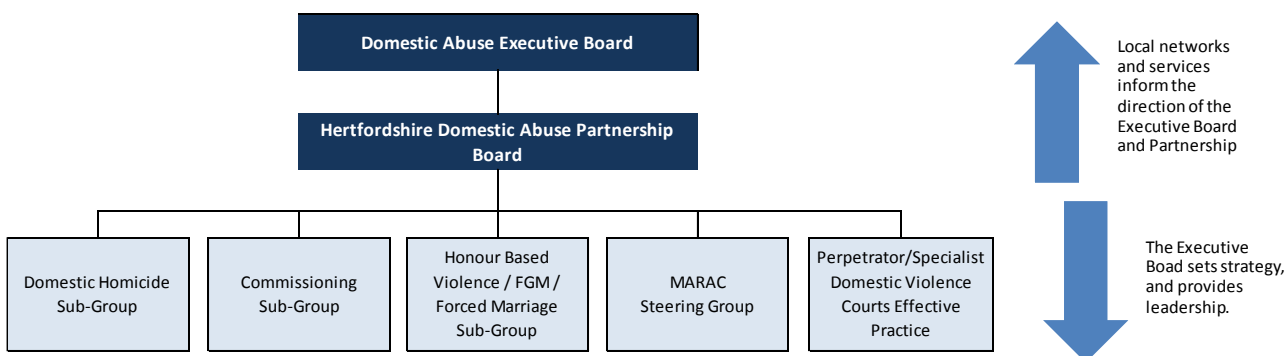 Domestic Abuse Executive Board
Hertfordshire Domestic Abuse Partnership
Board
Domestic Homicide
Sub-Group
Commissioning
Sub-Group
Honour Based
Violence / FGM /
Forced Marriage
Sub-Group
MARAC
Steering Group
Perpetrator/Specialist
Domestic Violence
Courts Effective
Practice
Local networks
and services
inform the
direction of the
Executive Board
and Partnership
The Executive
Boad sets strategy,
and provides
leadership.